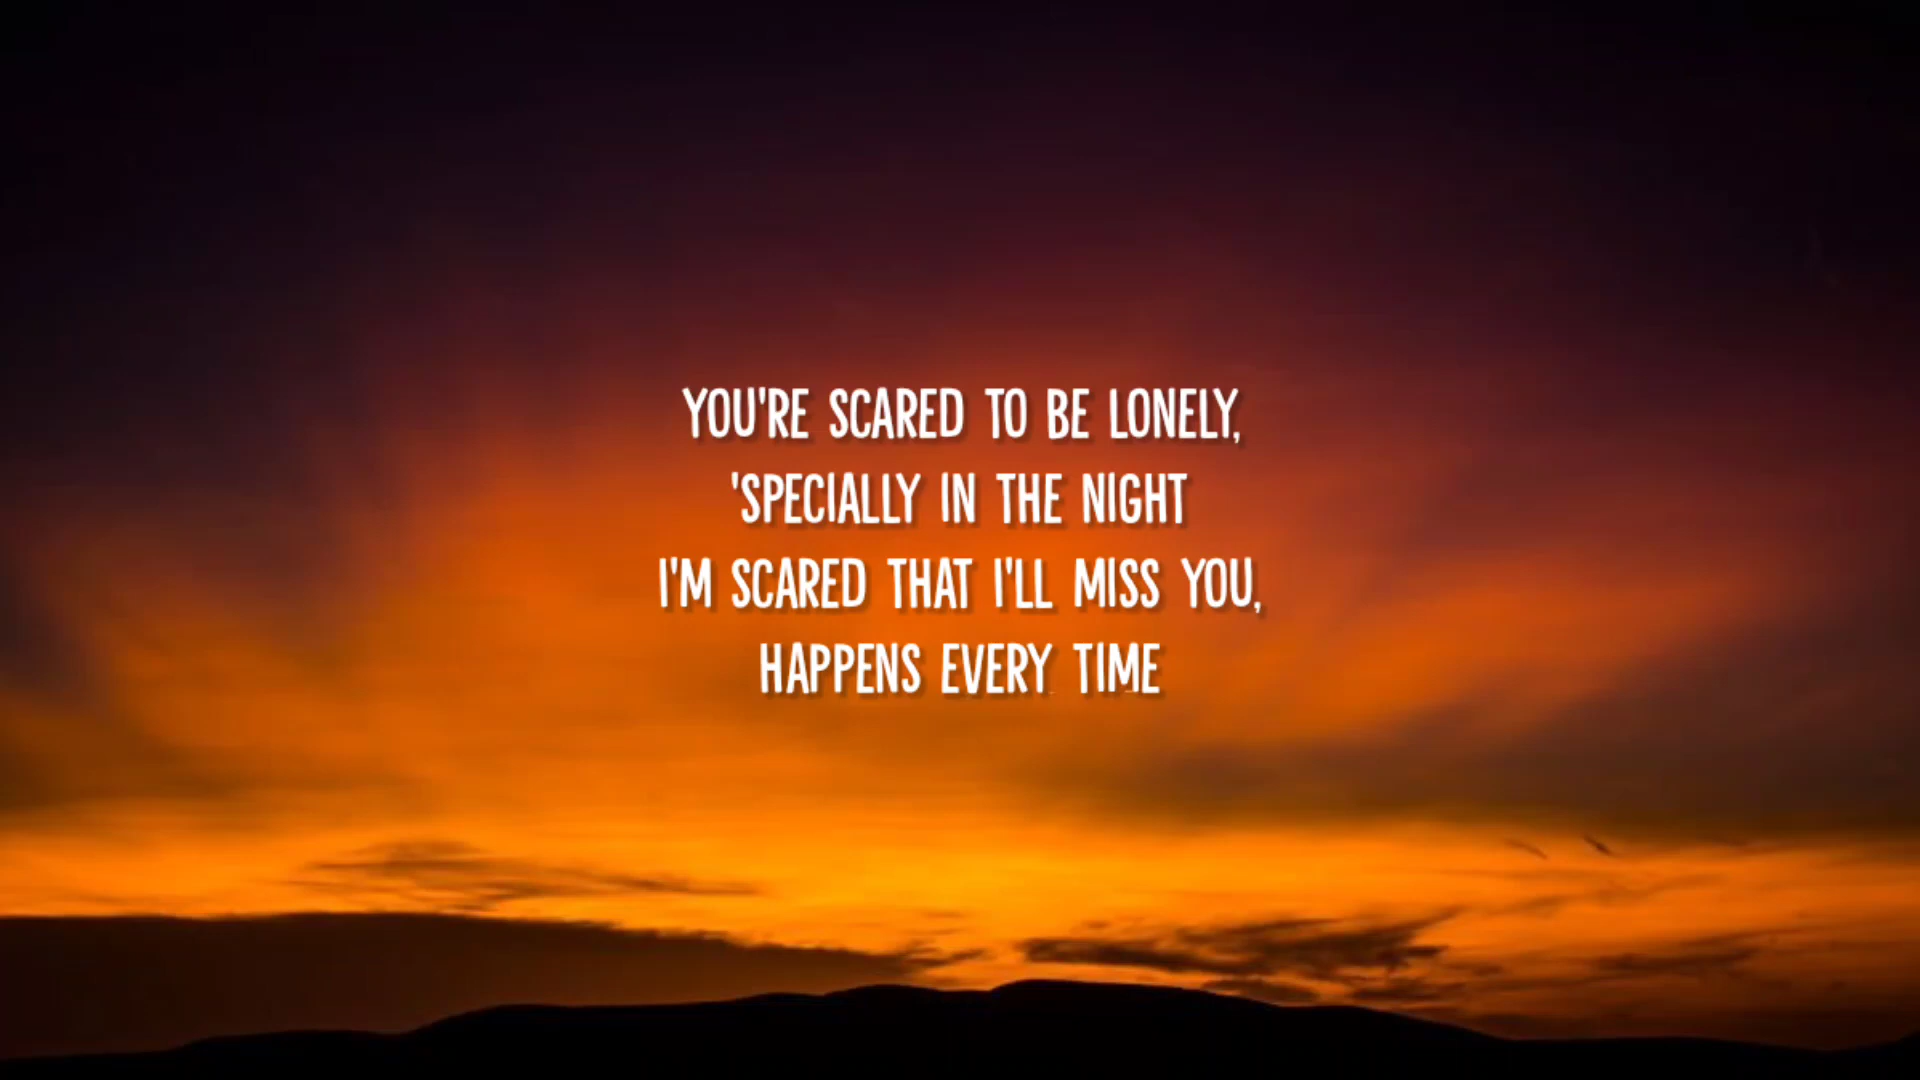 YOU'RE SCARED TO BE LONELY,
'SPECIALLY IN THE NIGHT
I'M SCARED THAT I'LL MISS YOU,
HAPPENS EVERY TIME